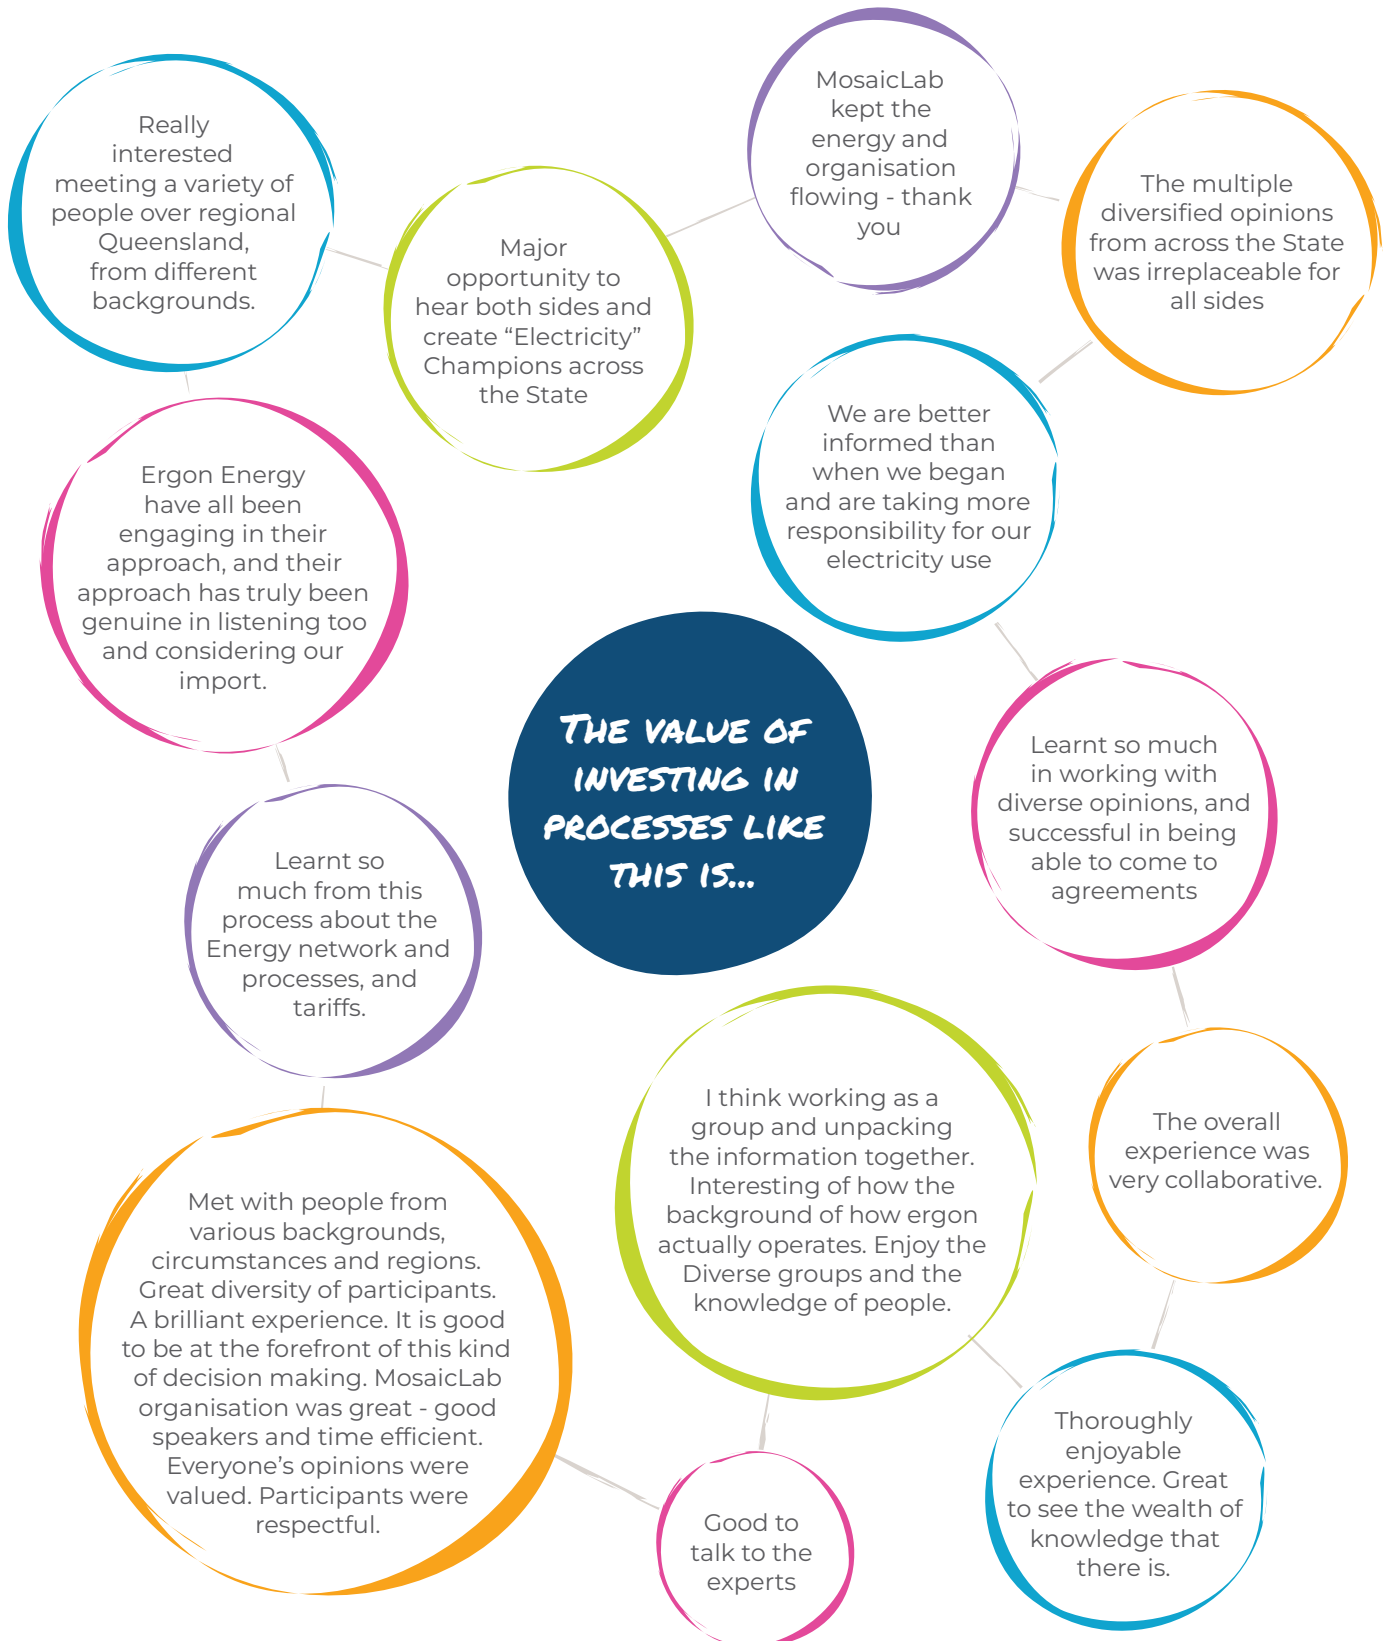 MosaicLab
kept the
energy and
organisation
flowing - thank
you
Really
interested
meeting a variety of
people over regional
Queensland,
from different
backgrounds.
The multiple
diversified opinions
from across the State
was irreplaceable for
all sides
Major
opportunity to
hear both sides and
create “Electricity”
Champions across
the State
We are better
informed than
when we began
and are taking more
responsibility for our
electricity use
Ergon Energy
have all been
engaging in their
approach, and their
approach has truly been
genuine in listening too
and considering our
import.
The value of
investing in
processes like
this is...
Learnt so much
in working with
diverse opinions, and
successful in being
able to come to
agreements
Learnt so
much from this
process about the
Energy network and
processes, and
tariffs.
I think working as a
group and unpacking
the information together.
Interesting of how the
background of how ergon
actually operates. Enjoy the
Diverse groups and the
knowledge of people.
The overall
experience was
very collaborative.
Met with people from
various backgrounds,
circumstances and regions.
Great diversity of participants.
A brilliant experience. It is good
to be at the forefront of this kind
of decision making. MosaicLab
organisation was great - good
speakers and time efficient.
Everyone’s opinions were
valued. Participants were
respectful.
Thoroughly
enjoyable
experience. Great
to see the wealth of
knowledge that
there is.
Good to
talk to the
experts